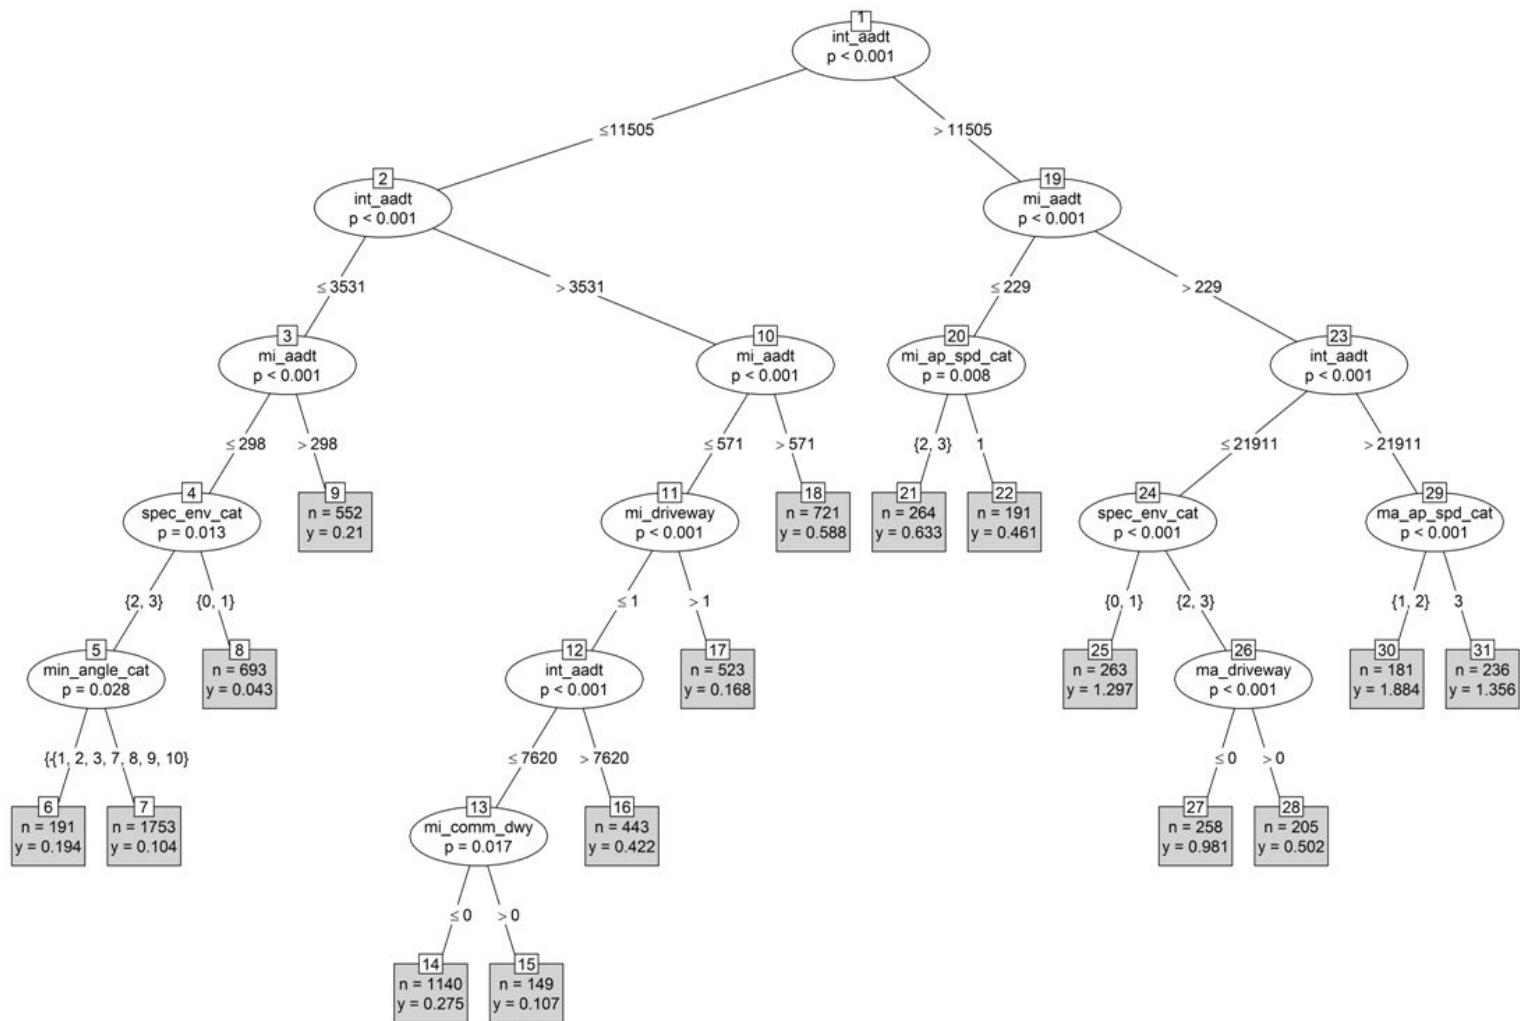 1
int_aadt
p < 0.001
≤11505
> 11505
2
int_aadt
p < 0.001
19
mi_aadt
p < 0.001
≤ 3531
> 3531
≤ 229
> 229
3
mi_aadt
p < 0.001
10
mi_aadt
p < 0.001
20
mi_ap_spd_cat
p = 0.008
23
int_aadt
p < 0.001
≤ 298
> 298
≤ 571
> 571
{2, 3}
1
≤ 21911
> 21911
4
spec_env_cat
p = 0.013
9
n = 552
y = 0.21
11
mi_driveway
p < 0.001
18
n = 721
y = 0.588
21
n = 264
y = 0.633
22
n = 191
y = 0.461
24
spec_env_cat
p < 0.001
29
ma_ap_spd_cat
p < 0.001
{2, 3}
{0, 1}
≤ 1
> 1
{0, 1}
{2, 3}
{1, 2}
3
5
min_angle_cat
p = 0.028
8
n = 693
y = 0.043
12
int_aadt
p < 0.001
17
n = 523
y = 0.168
25
n = 263
y = 1.297
26
ma_driveway
p < 0.001
30
n = 181
y = 1.884
31
n = 236
y = 1.356
{1, 2, 3, 7, 8, 9, 10}
≤ 7620
> 7620
≤ 0
> 0
6
n = 191
y = 0.194
7
n = 1753
y = 0.104
13
mi_comm_dwy
p = 0.017
16
n = 443
y = 0.422
27
n = 258
y = 0.981
28
n = 205
y = 0.502
≤ 0
> 0
14
n = 1140
y = 0.275
15
n = 149
y = 0.107